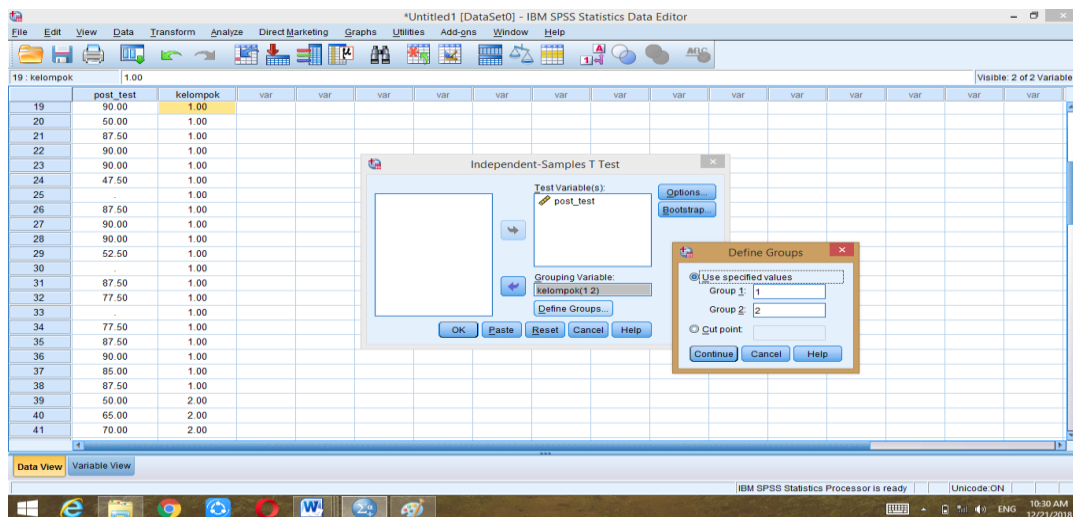 *Untitled1 [DataSet0] - IBM SPSS Statistics Data Editor
File Edit View Data Transform Analyze Direct Marketing Graphs Utilities Add-ons Window Help
19 : kelompok 1.00 Visible: 2 of 2 Variable
post_test kelompok var var var var var var var var var var var var var var
19 90.00 1.00
20 50.00 1.00
21 87.50 1.00
22 90.00 1.00
23 90.00 1.00
24 47.50 1.00
25 . 1.00
26 87.50 1.00
27 90.00 1.00
28 90.00 1.00
29 52.50 1.00
30 . 1.00
31 87.50 1.00
32 77.50 1.00
33 . 1.00
34 77.50 1.00
35 87.50 1.00
36 90.00 1.00
37 85.00 1.00
38 87.50 1.00
39 50.00 2.00
40 65.00 2.00
41 70.00 2.00
Independent-Samples T Test
Test Variable(s):
post_test
Options...
Bootstrap...
Grouping Variable:
kelompok(1 2)
Define Groups...
OK Paste Reset Cancel Help
Define Groups
Use specified values
Group 1: 1
Group 2: 2
Cut point:
Continue Cancel Help
Data View Variable View
IBM SPSS Statistics Processor is ready Unicode:ON
ENG 10:30 AM
12/21/2018